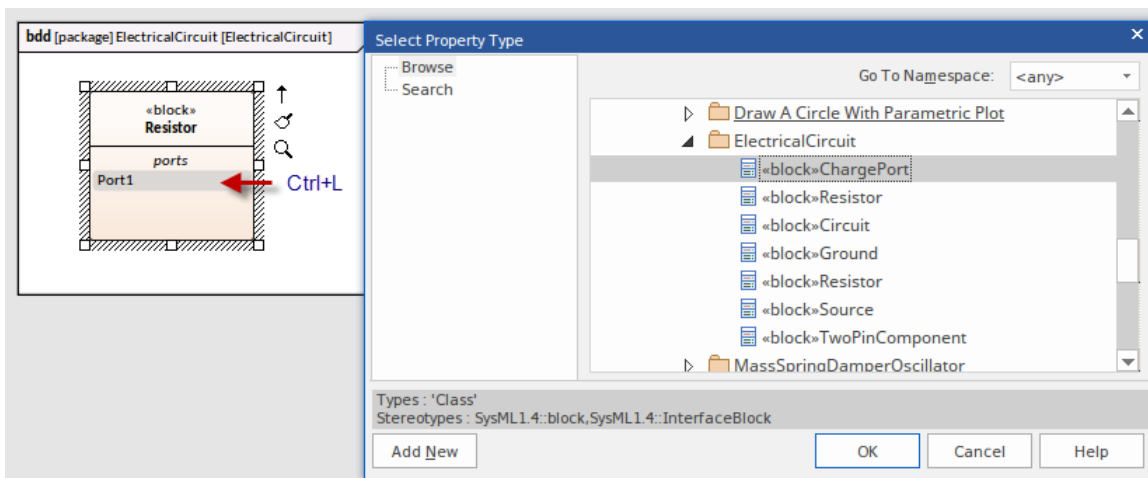 bdd [package] ElectricalCircuit [ElectricalCircuit]
«block»
Resistor
ports
Port1
Ctrl+L
Select Property Type
×
Browse
Search
Go To Namespace: <any>
Draw A Circle With Parametric Plot
ElectricalCircuit
«block»ChargePort
«block»Resistor
«block»Circuit
«block»Ground
«block»Resistor
«block»Source
«block»TwoPinComponent
MassSpringDamperOscillator
Types : 'Class'
Stereotypes : SysML1.4::block,SysML1.4::InterfaceBlock
Add New
OK
Cancel
Help